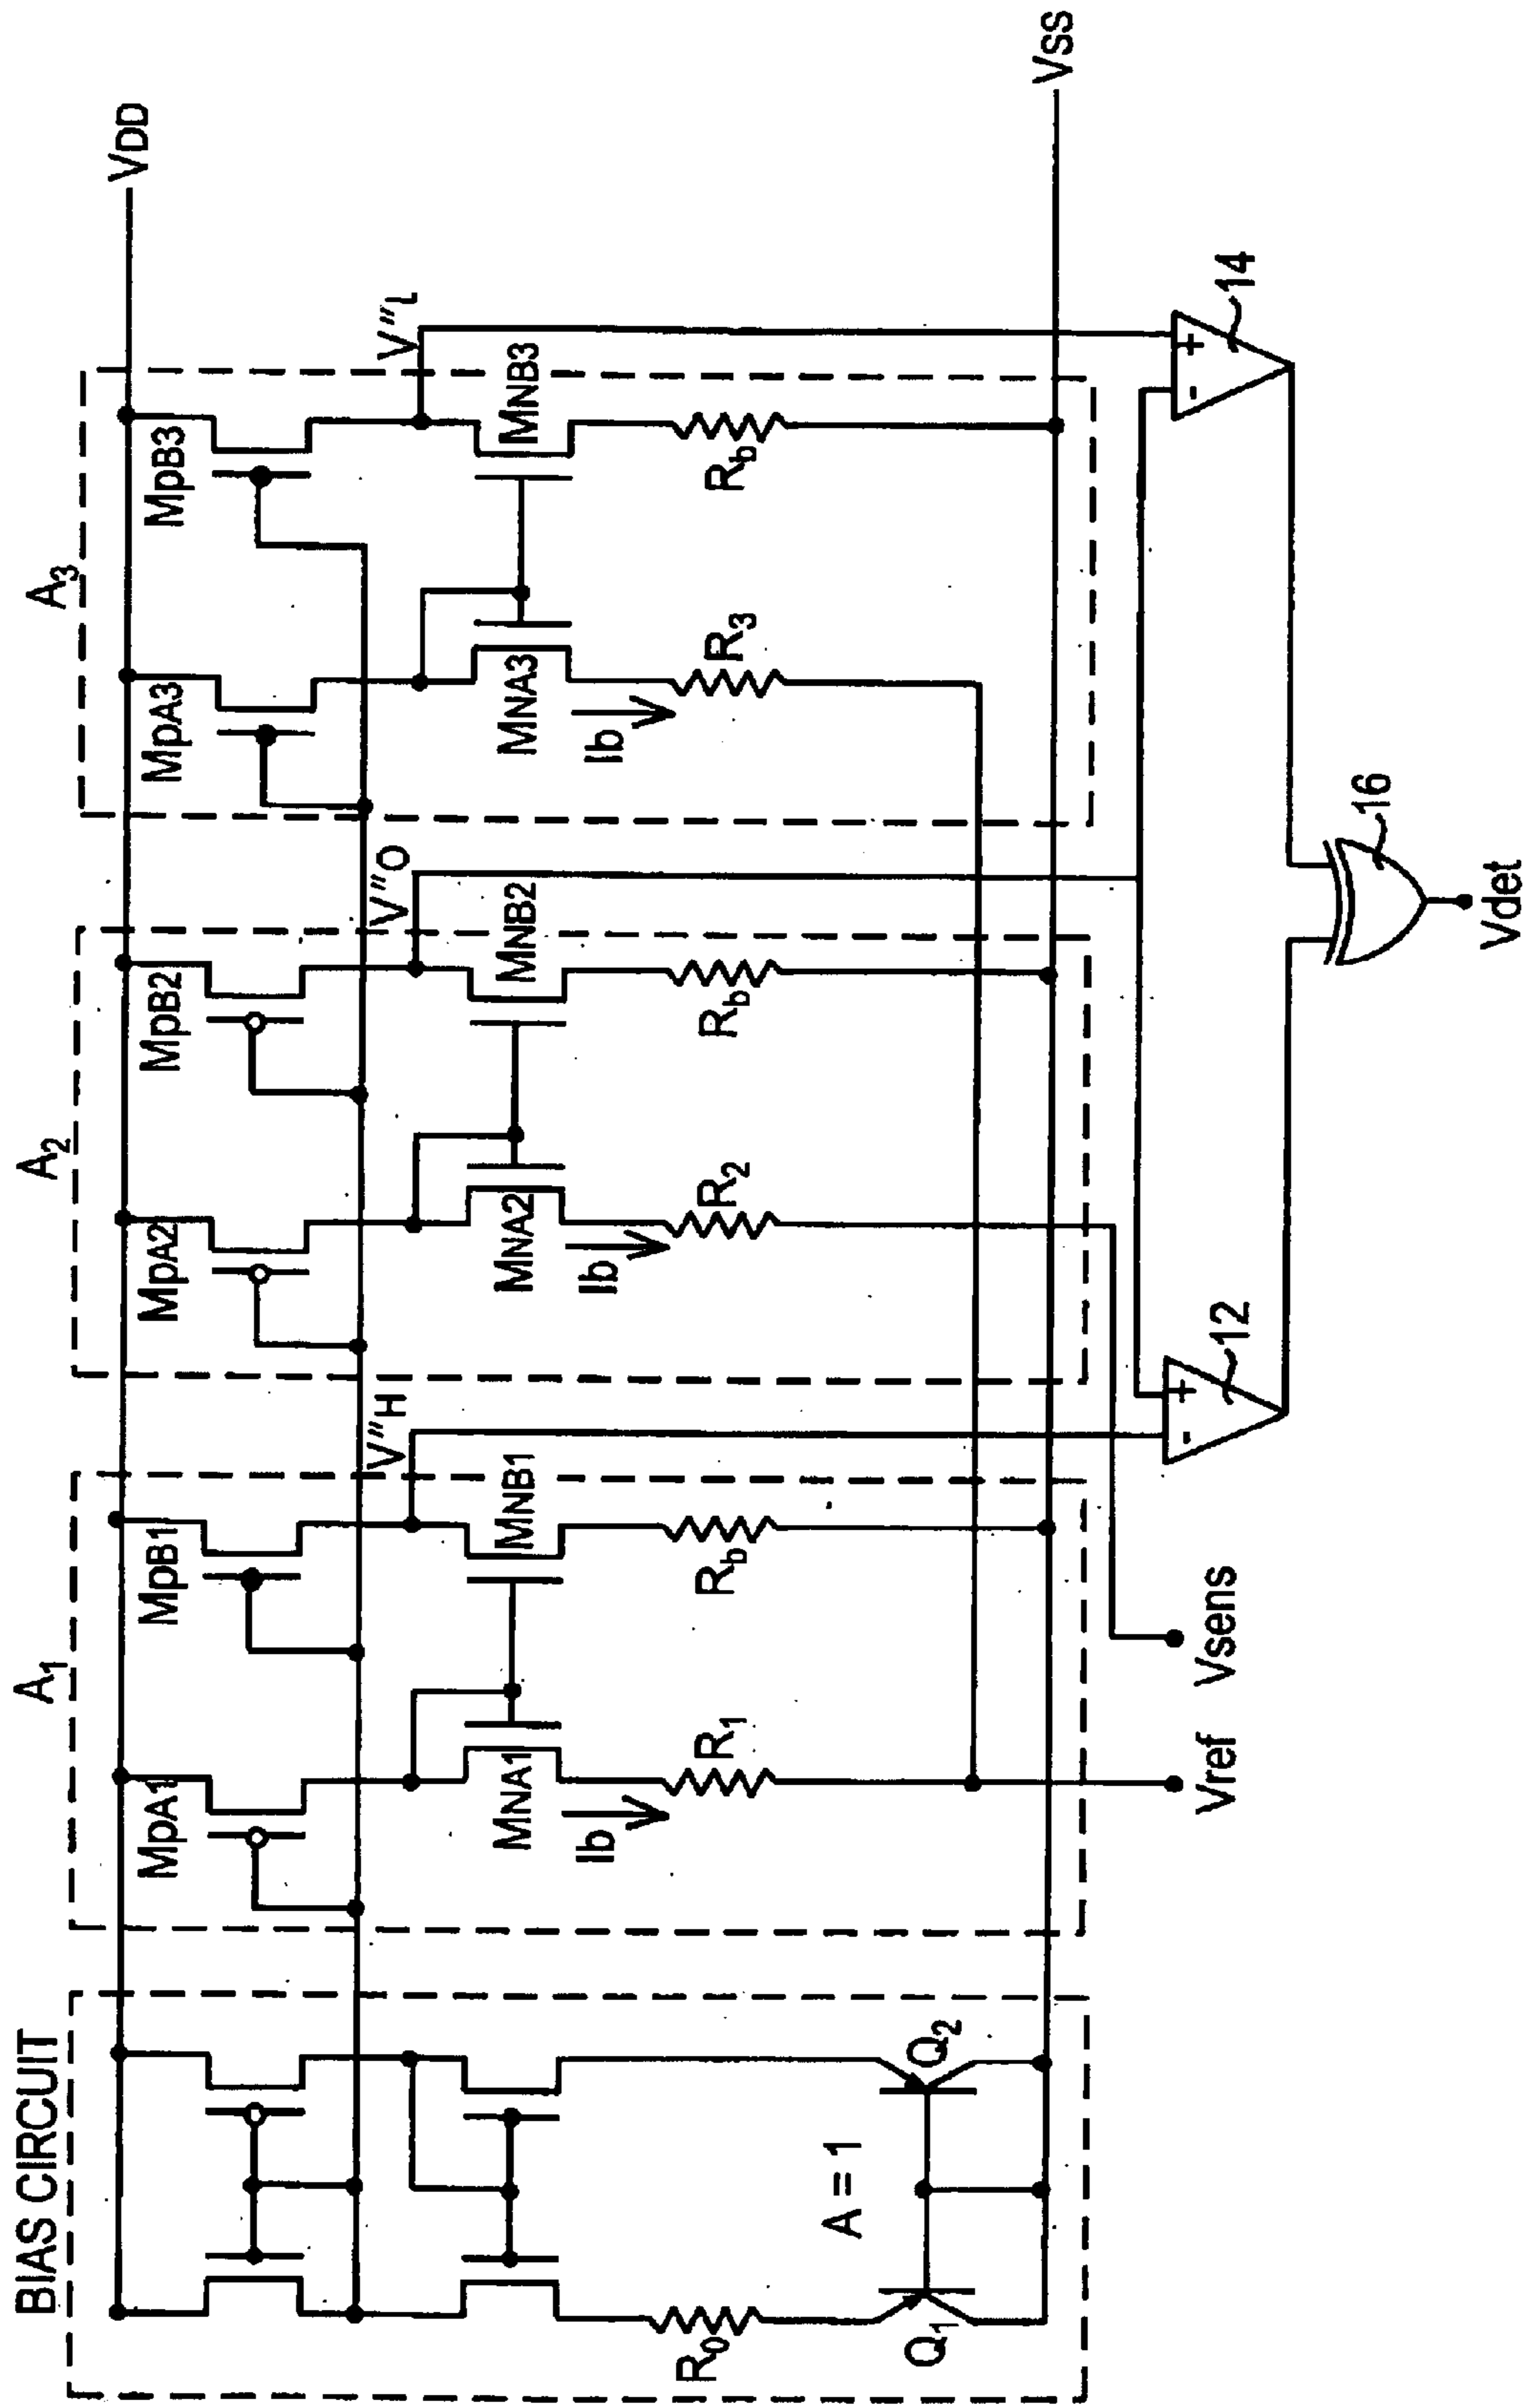 BIAS CIRCUIT
A1
A2
A3
VDD
MpA1
MpB1
MpA2
MpB2
MpA3
MpB3
V"H
V"O
V"L
MNA1
MNB1
MNA2
MNB2
MNA3
MNB3
Ib
Ib
Ib
R0
R1
Rb
R2
Rb
R3
Rb
A = 1
Q1
Q2
VSS
Vref
Vsens
-
+
12
-
+
14
16
Vdet